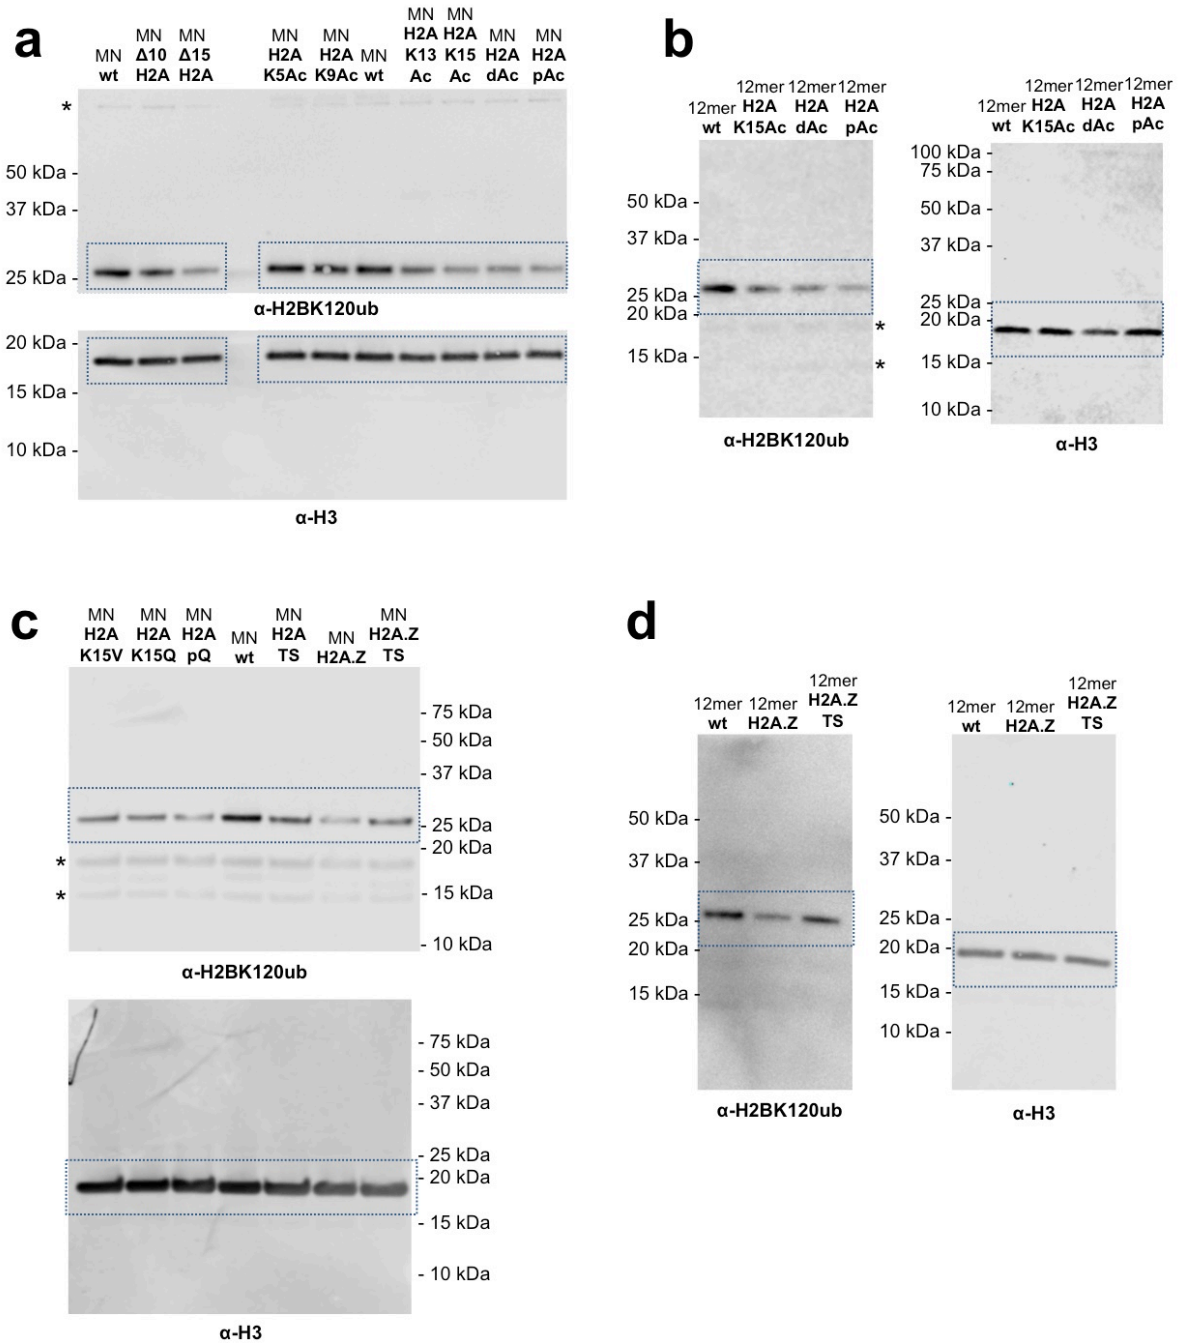 a
MN MN
MN MN MN MN H2A H2A MN MN
MN Δ10 Δ15 H2A H2A MN K13 K15 H2A H2A
wt H2A H2A K5Ac K9Ac wt Ac Ac dAc pAc
*
50 kDa -
37 kDa -
25 kDa -
α-H2BK120ub
20 kDa -
15 kDa -
10 kDa -
α-H3
b
12mer 12mer 12mer
12mer H2A H2A H2A
wt K15Ac dAc pAc
50 kDa -
37 kDa -
25 kDa -
20 kDa -
*
15 kDa -
*
α-H2BK120ub
12mer 12mer 12mer
12mer H2A H2A H2A
wt K15Ac dAc pAc
100 kDa -
75 kDa -
50 kDa -
37 kDa -
25 kDa -
20 kDa -
15 kDa -
10 kDa -
α-H3
c
MN MN MN MN MN
H2A H2A H2A MN H2A MN H2A.Z
K15V K15Q pQ wt TS H2A.Z TS
- 75 kDa
- 50 kDa
- 37 kDa
- 25 kDa
- 20 kDa
*
- 15 kDa
*
- 10 kDa
α-H2BK120ub
- 75 kDa
- 50 kDa
- 37 kDa
- 25 kDa
- 20 kDa
- 15 kDa
- 10 kDa
α-H3
d
12mer
12mer 12mer H2A.Z
wt H2A.Z TS
50 kDa -
37 kDa -
25 kDa -
20 kDa -
15 kDa -
α-H2BK120ub
12mer
12mer 12mer H2A.Z
wt H2A.Z TS
50 kDa -
37 kDa -
25 kDa -
20 kDa -
15 kDa -
10 kDa -
α-H3